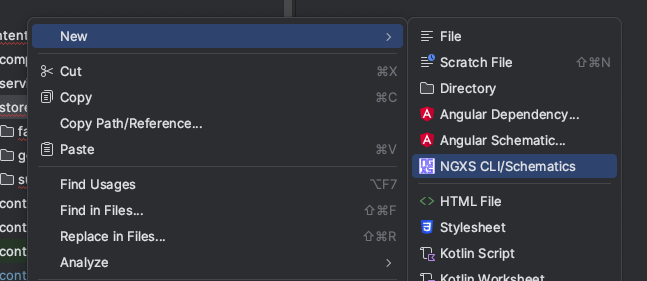 New
Cut ⌘X
Copy ⌘C
Copy Path/Reference...
Paste ⌘V
Find Usages ⌥F7
Find in Files... ⇧⌘F
Replace in Files... ⇧⌘R
Analyze
File
Scratch File ⇧⌘N
Directory
Angular Dependency...
Angular Schematic...
NGXS CLI/Schematics
HTML File
Stylesheet
Kotlin Script
Kotlin Worksheet
ntent
com
serv
store
fa
su
cont
cont
cont
cont